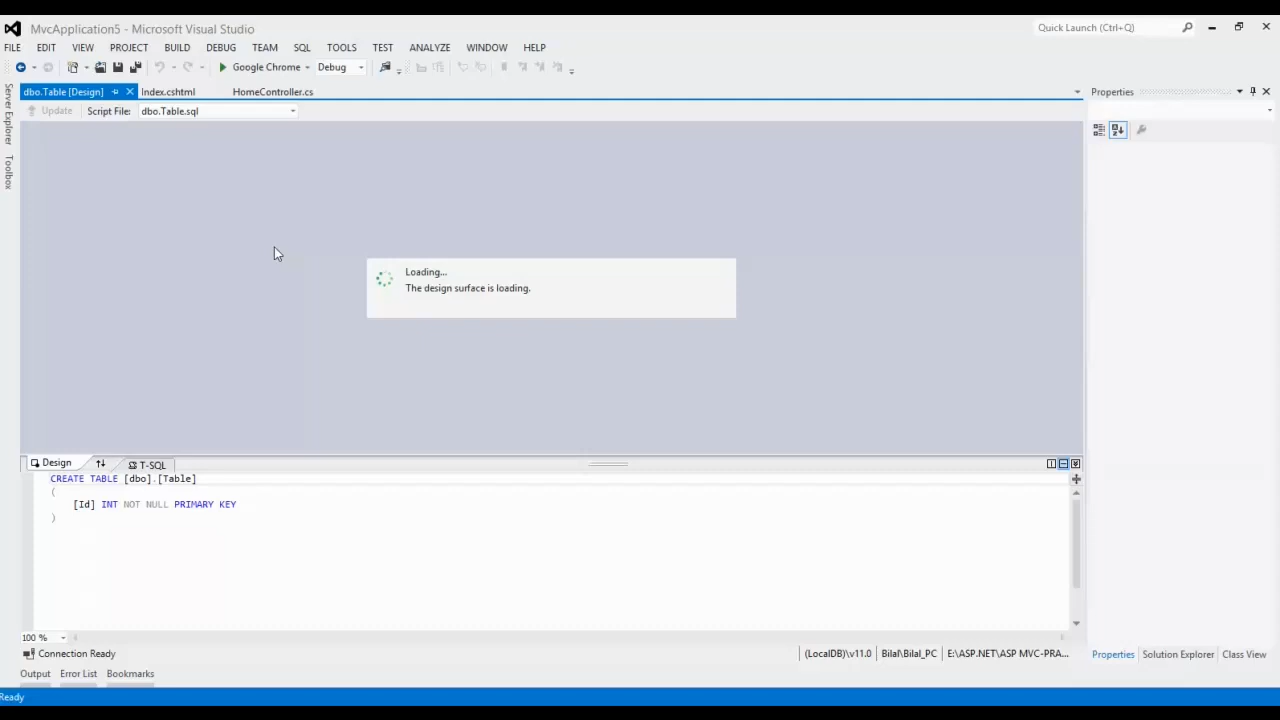 MvcApplication5 - Microsoft Visual Studio
Quick Launch (Ctrl+Q)
FILE EDIT VIEW PROJECT BUILD DEBUG TEAM SQL TOOLS TEST ANALYZE WINDOW HELP
Google Chrome Debug
dbo.Table [Design] Index.cshtml HomeController.cs
Properties
Update Script File: dbo.Table.sql
Server Explorer
Toolbox
Loading...
The design surface is loading.
Design T-SQL
CREATE TABLE [dbo].[Table]
(
[Id] INT NOT NULL PRIMARY KEY
)
100 %
Connection Ready (LocalDB)\v11.0 Bilal\Bilal_PC E:\ASP.NET\ASP MVC-PRA...
Properties Solution Explorer Class View
Output Error List Bookmarks
Ready